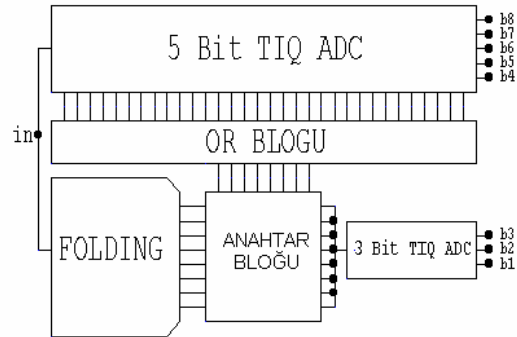 5 Bit TIQ ADC
b8
b7
b6
b5
b4
in
OR BLOGU
FOLDING
ANAHTAR
BLOĞU
3 Bit TIQ ADC
b3
b2
b1